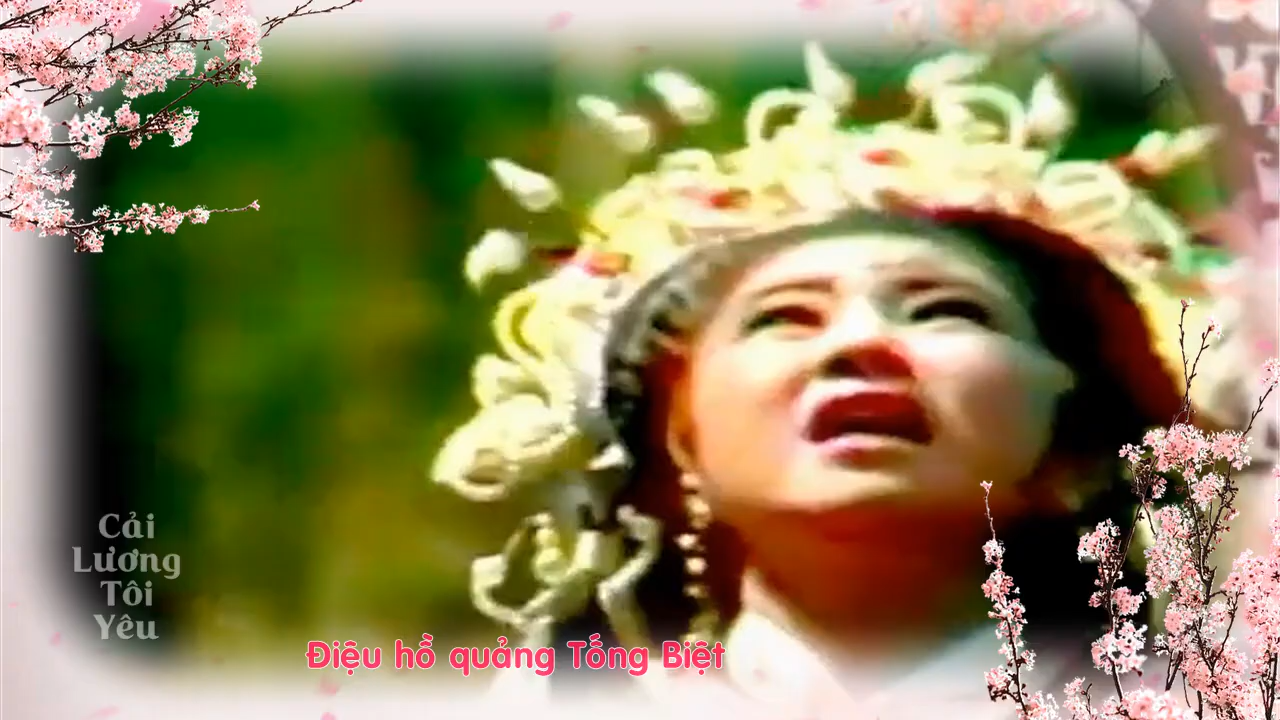 Cải
Lương
Tôi
Yêu
Điệu hồ quảng Tống Biệt